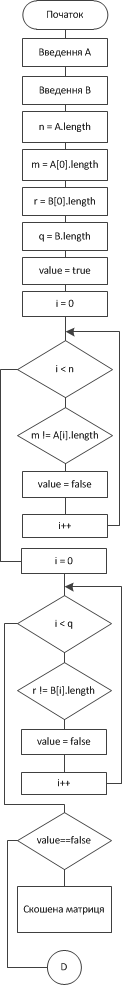 Початок
Введення A
Введення B
n = A.length
m = A[0].length
r = B[0].length
q = B.length
value = true
i = 0
i < n
m != A[i].length
value = false
i++
i = 0
i < q
r != B[i].length
value = false
i++
value==false
Скошена матриця
D